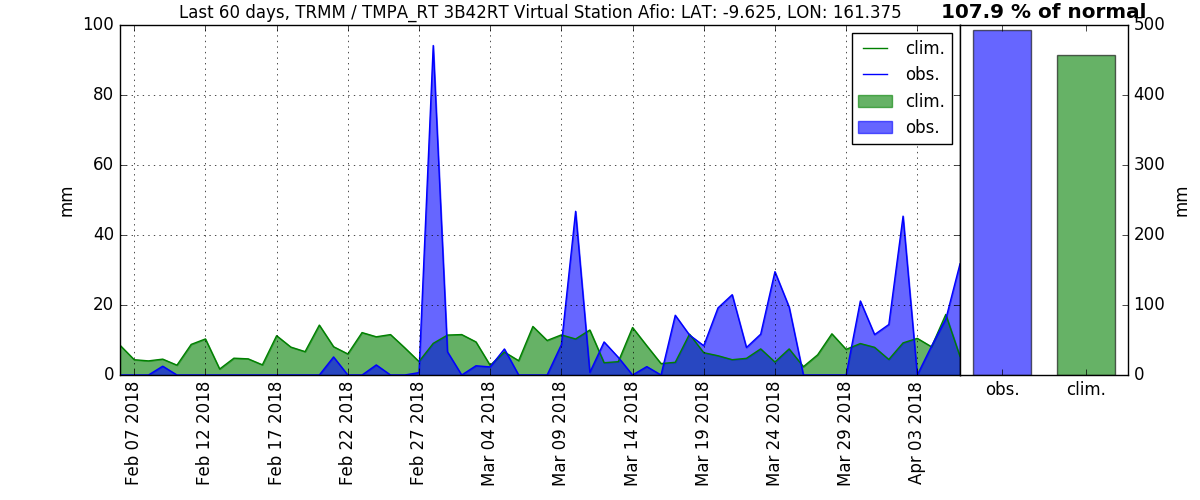 Last 60 days, TRMM / TMPA_RT 3B42RT Virtual Station Afio: LAT: -9.625, LON: 161.375
107.9 % of normal
100
80
60
40
20
0
mm
clim.
obs.
clim.
obs.
500
400
300
200
100
0
mm
obs.
clim.
Feb 07 2018
Feb 12 2018
Feb 17 2018
Feb 22 2018
Feb 27 2018
Mar 04 2018
Mar 09 2018
Mar 14 2018
Mar 19 2018
Mar 24 2018
Mar 29 2018
Apr 03 2018